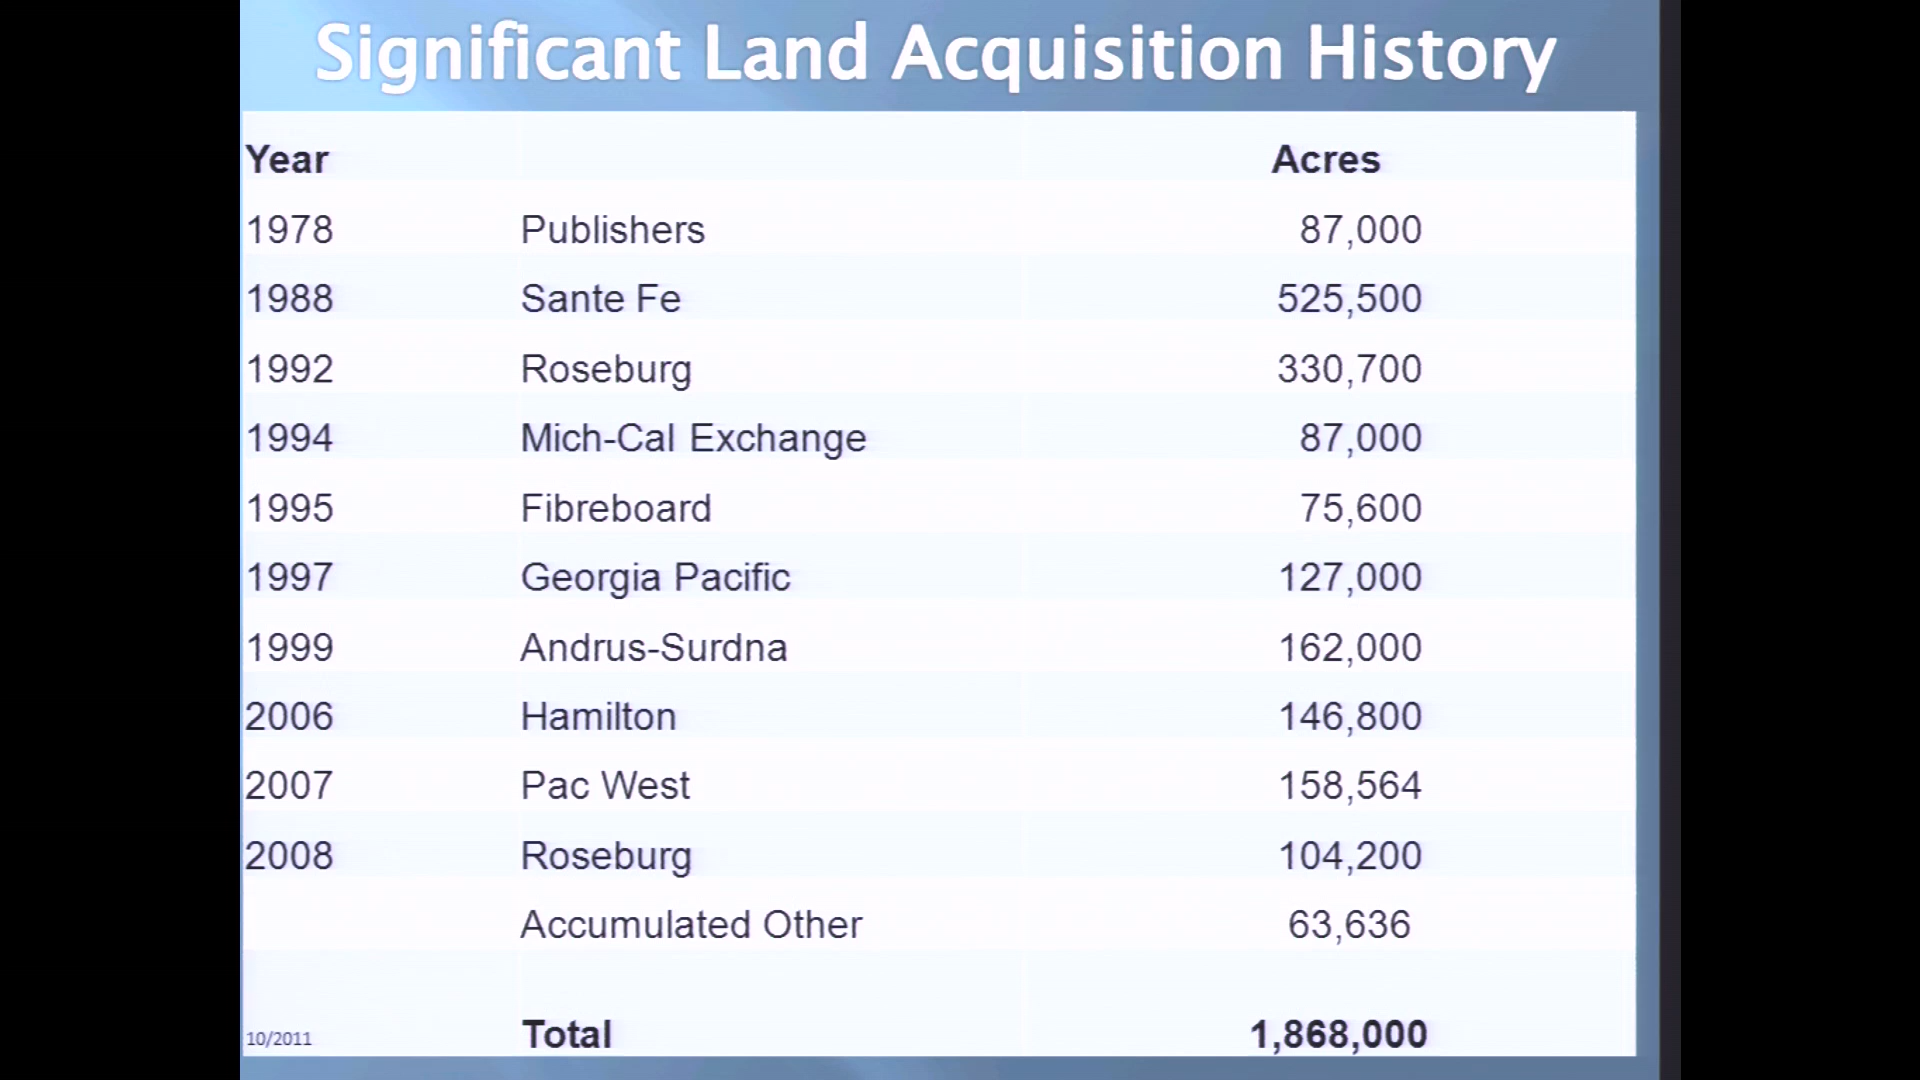 Significant Land Acquisition History
Year Acres
1978 Publishers 87,000
1988 Sante Fe 525,500
1992 Roseburg 330,700
1994 Mich-Cal Exchange 87,000
1995 Fibreboard 75,600
1997 Georgia Pacific 127,000
1999 Andrus-Surdna 162,000
2006 Hamilton 146,800
2007 Pac West 158,564
2008 Roseburg 104,200
Accumulated Other 63,636
10/2011 Total 1,868,000